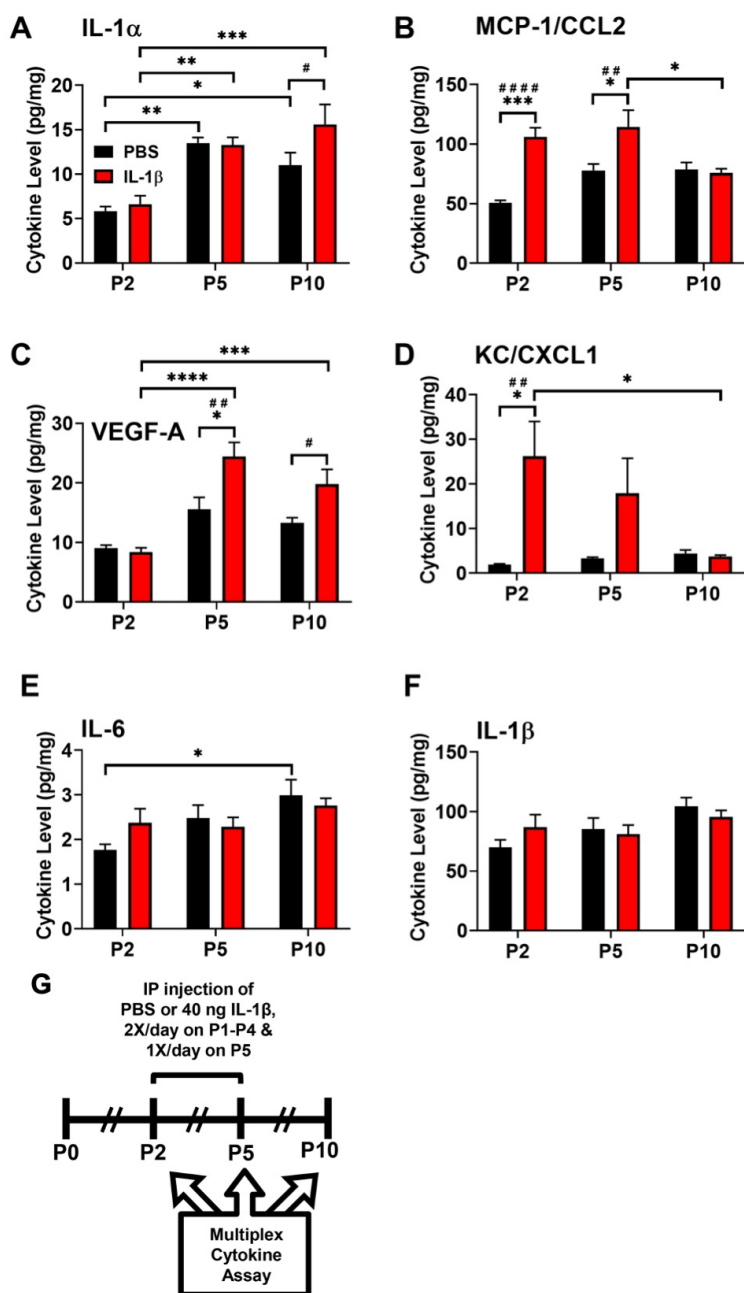 A IL-1α
*** 
**
*
**
#
Cytokine Level (pg/mg)
20
15
10
5
0
PBS
IL-1β
P2 P5 P10
B MCP-1/CCL2
####
***
##
*
*
Cytokine Level (pg/mg)
150
100
50
0
P2 P5 P10
C VEGF-A
***
****
##
*
#
Cytokine Level (pg/mg)
30
20
10
0
P2 P5 P10
D KC/CXCL1
##
*
*
Cytokine Level (pg/mg)
40
30
20
10
0
P2 P5 P10
E IL-6
*
Cytokine Level (pg/mg)
4
3
2
1
0
P2 P5 P10
F IL-1β
Cytokine Level (pg/mg)
150
100
50
0
P2 P5 P10
G
IP injection of
PBS or 40 ng IL-1β,
2X/day on P1-P4 &
1X/day on P5
P0 P2 P5 P10
Multiplex
Cytokine
Assay